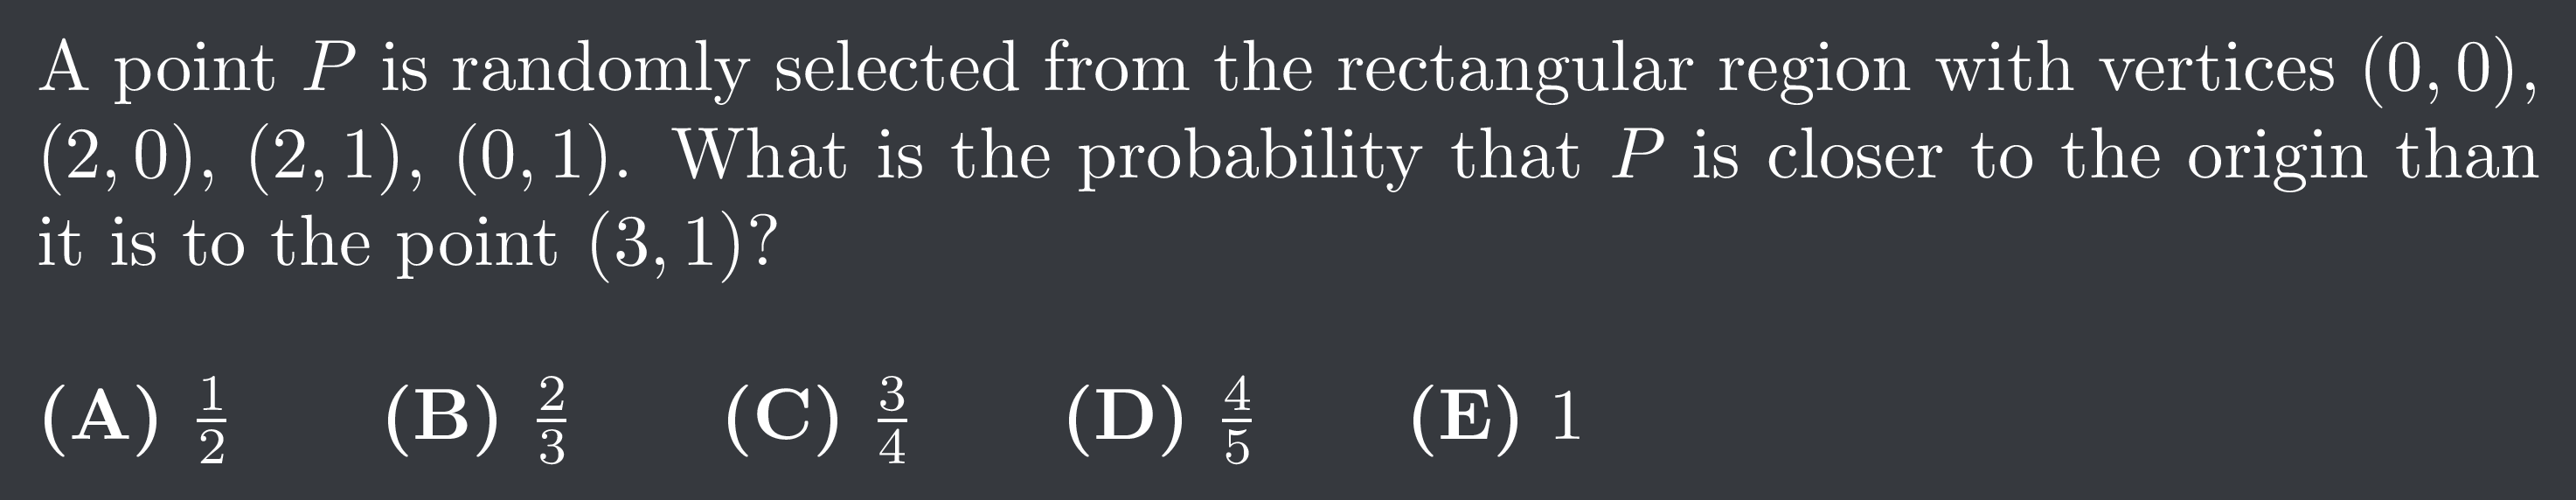 A point P is randomly selected from the rectangular region with vertices (0, 0),
(2, 0), (2, 1), (0, 1). What is the probability that P is closer to the origin than
it is to the point (3, 1)?
(A) 1/2 (B) 2/3 (C) 3/4 (D) 4/5 (E) 1